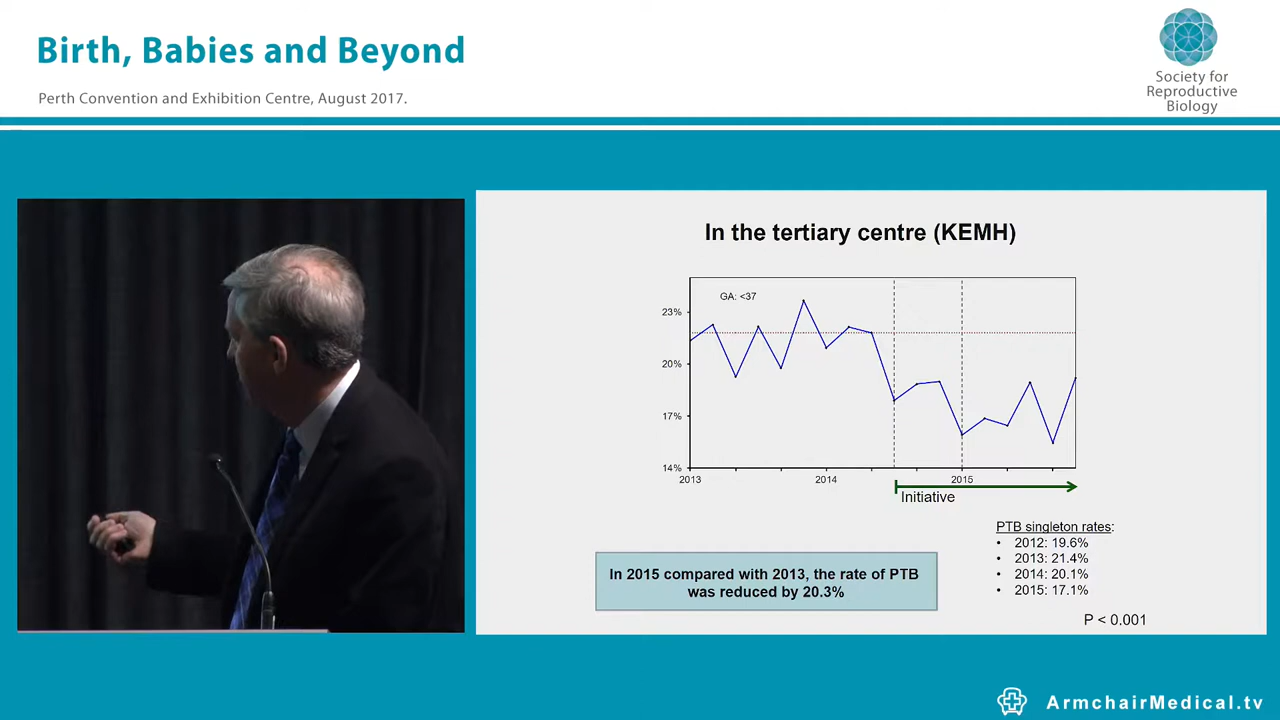 Birth, Babies and Beyond
Perth Convention and Exhibition Centre, August 2017.
Society for
Reproductive
Biology
In the tertiary centre (KEMH)
GA: <37
23%
20%
17%
14%
2013
2014
2015
Initiative
PTB singleton rates:
• 2012: 19.6%
• 2013: 21.4%
• 2014: 20.1%
• 2015: 17.1%
In 2015 compared with 2013, the rate of PTB
was reduced by 20.3%
P < 0.001
ArmchairMedical.tv